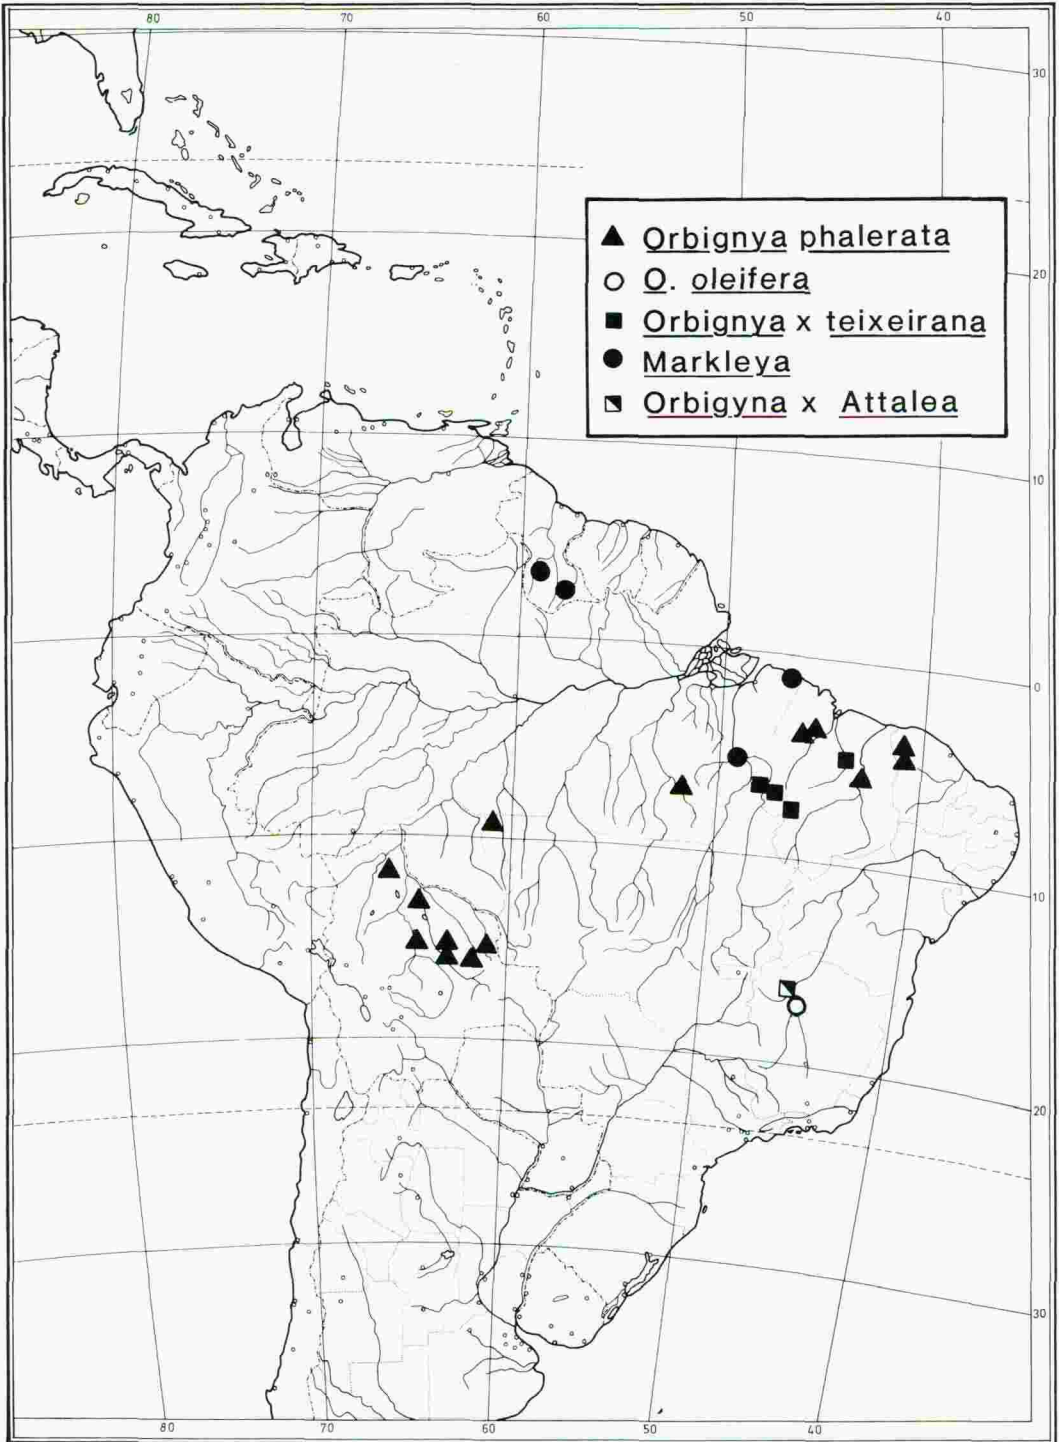 80 70 60 50 40
30
▲ Orbignya phalerata
O. oleifera
20
Orbignya x teixeirana
Markleya
Orbigyna x Attalea
10
0
10
20
30
80 70 60 50 40